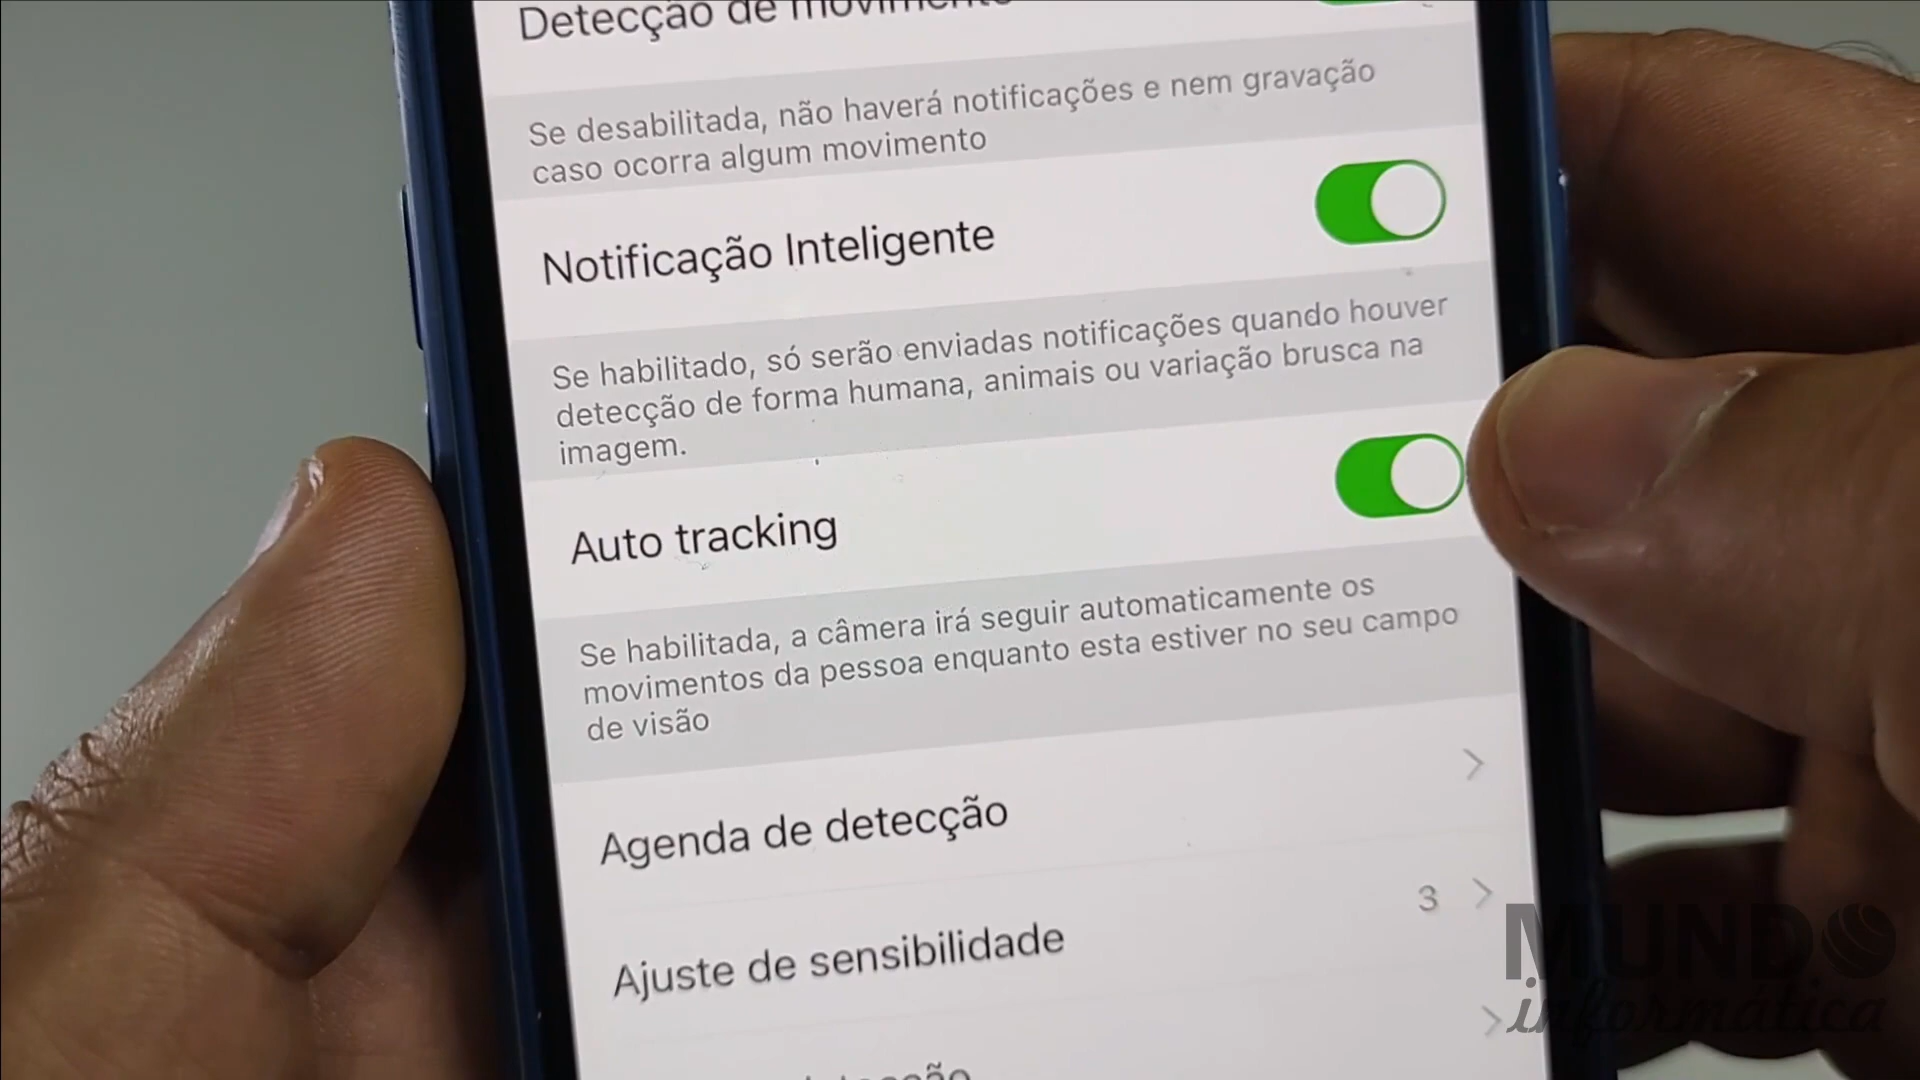 Detecção de movimento
Se desabilitada, não haverá notificações e nem gravação
caso ocorra algum movimento
Notificação Inteligente
Se habilitado, só serão enviadas notificações quando houver
detecção de forma humana, animais ou variação brusca na
imagem.
Auto tracking
Se habilitada, a câmera irá seguir automaticamente os
movimentos da pessoa enquanto esta estiver no seu campo
de visão
Agenda de detecção
Ajuste de sensibilidade 3
MUNDO
informática